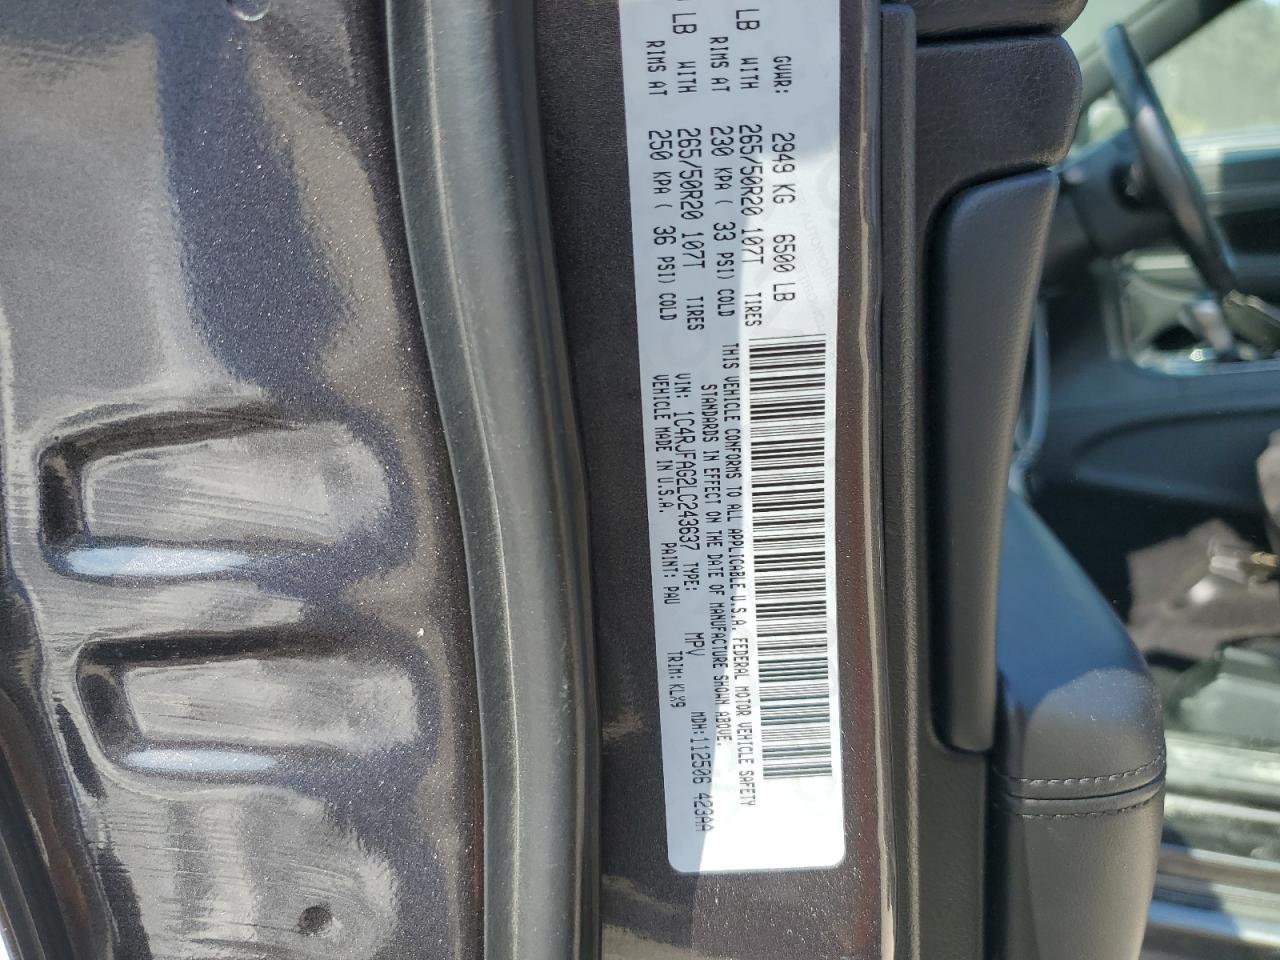 GVWR: 2949 KG 6500 LB
LB WITH 265/50R20 107T TIRES
RIMS AT 230 KPA ( 33 PSI) COLD
LB WITH 265/50R20 107T TIRES
RIMS AT 250 KPA ( 36 PSI) COLD
THIS VEHICLE CONFORMS TO ALL APPLICABLE U.S.A. FEDERAL MOTOR VEHICLE SAFETY
STANDARDS IN EFFECT ON THE DATE OF MANUFACTURE SHOWN ABOVE.
VIN: 1C4RJFAG2LC243637 TYPE: MPV MDH:112506 423AA
VEHICLE MADE IN U.S.A. PAINT: PAU TRIM: KLX9